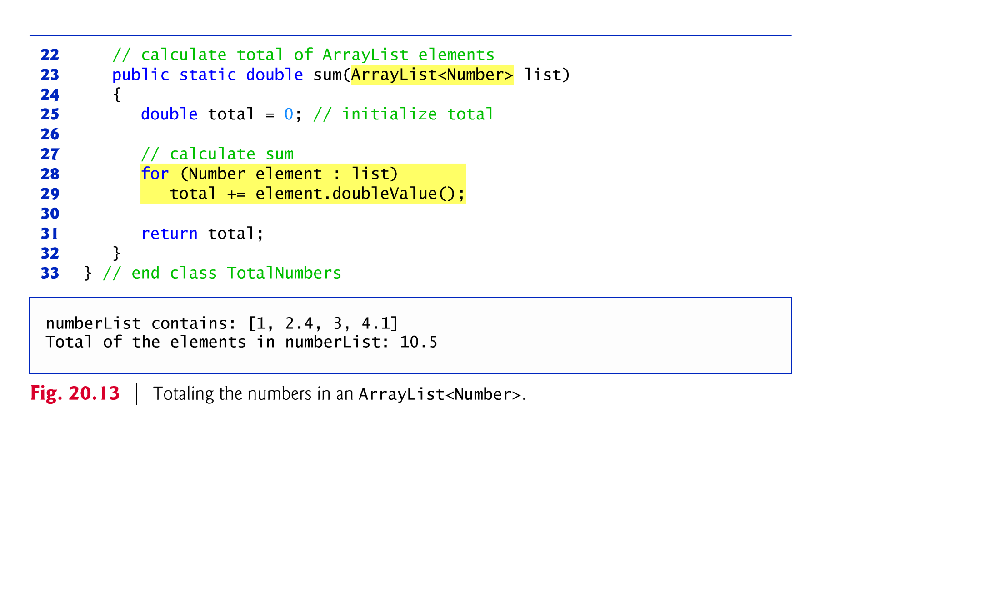 22 // calculate total of ArrayList elements
23 public static double sum(ArrayList<Number> list)
24 {
25 double total = 0; // initialize total
26
27 // calculate sum
28 for (Number element : list)
29 total += element.doubleValue();
30
31 return total;
32 }
33 } // end class TotalNumbers
numberList contains: [1, 2.4, 3, 4.1]
Total of the elements in numberList: 10.5
Fig. 20.13 | Totaling the numbers in an ArrayList<Number>.